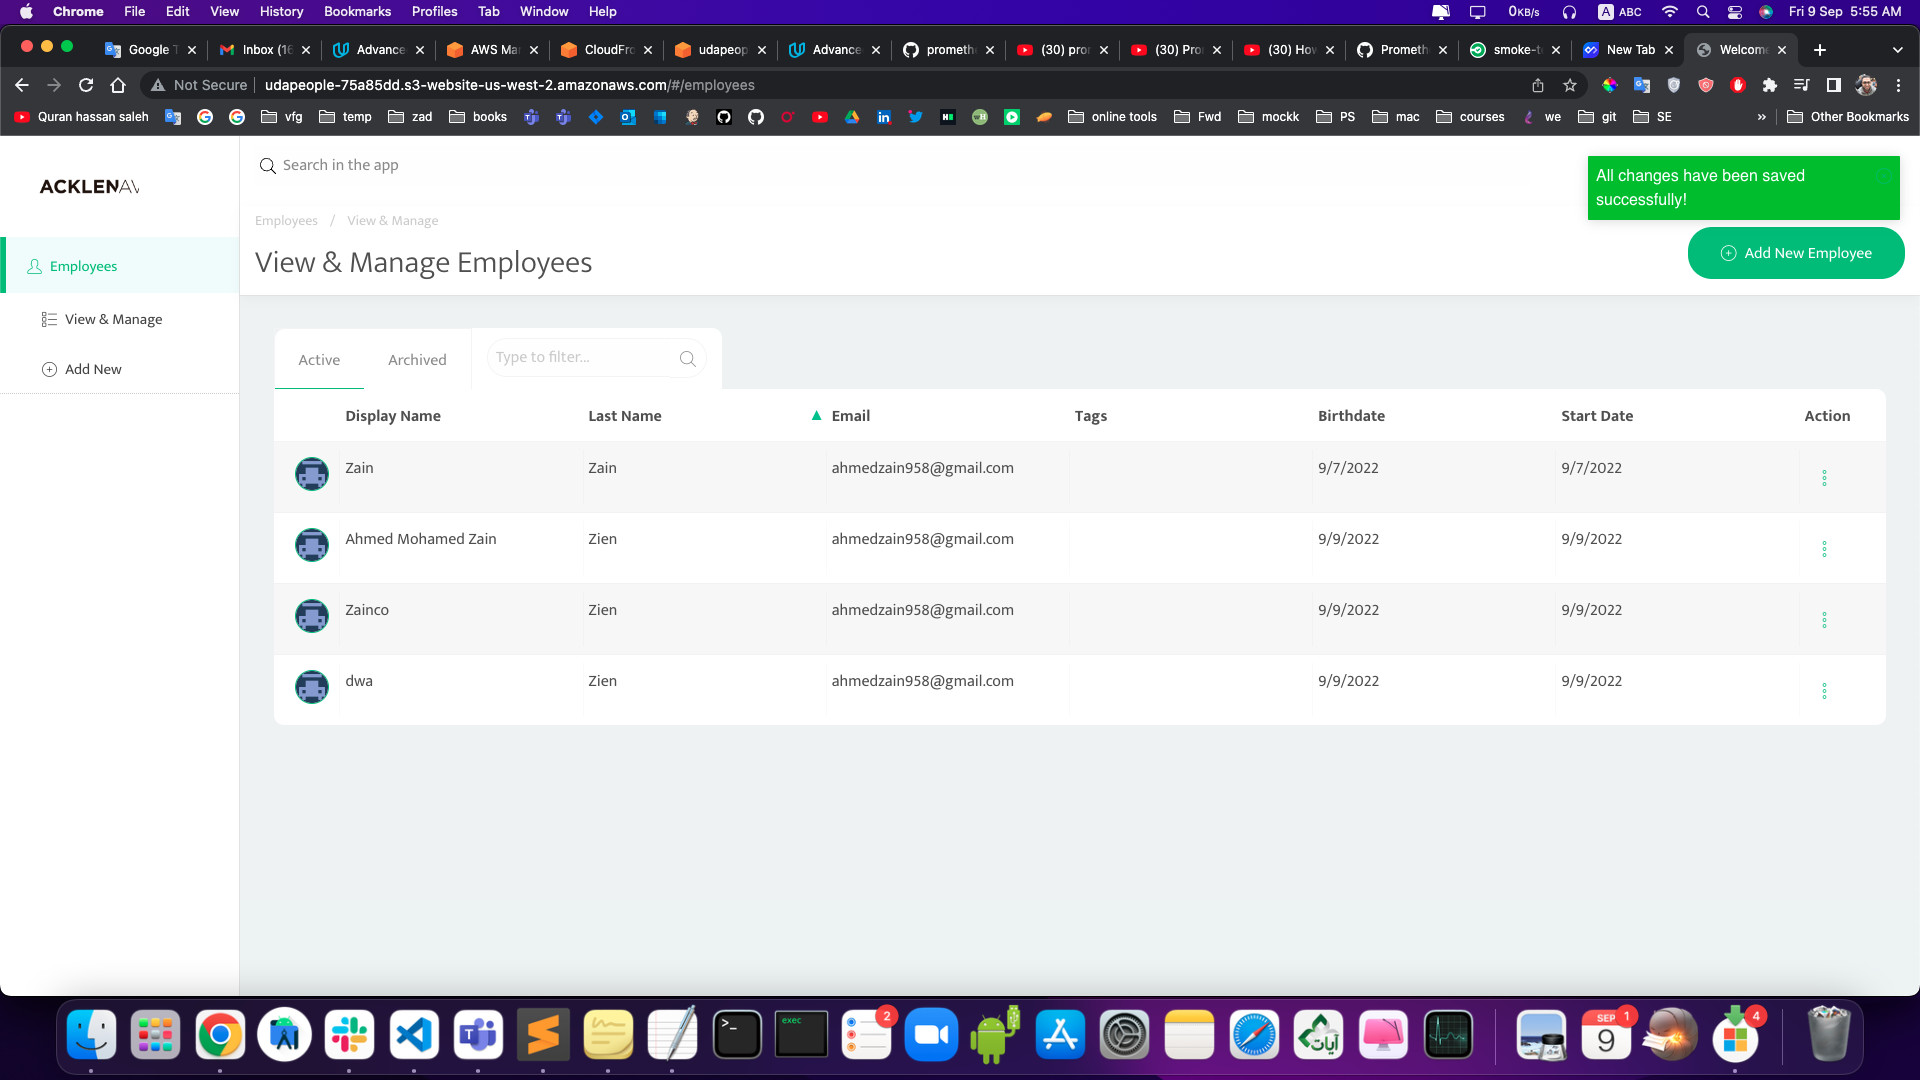 Chrome File Edit View History Bookmarks Profiles Tab Window Help 0KB/s A ABC Fri 9 Sep 5:55 AM
Google T Inbox (16 Advance AWS Ma CloudFro udapeop Advance prometh (30) pro (30) Pro (30) Ho Prometh smoke-t New Tab Welcome
Not Secure udapeople-75a85dd.s3-website-us-west-2.amazonaws.com/#/employees
Quran hassan saleh vfg temp zad books online tools Fwd mockk PS mac courses we git SE » Other Bookmarks
ACKLENAV
Search in the app
All changes have been saved
successfully!
Employees / View & Manage
View & Manage Employees
Add New Employee
Employees
View & Manage
Add New
Active Archived Type to filter...
Display Name Last Name Email Tags Birthdate Start Date Action
Zain Zain ahmedzain958@gmail.com 9/7/2022 9/7/2022
Ahmed Mohamed Zain Zien ahmedzain958@gmail.com 9/9/2022 9/9/2022
Zainco Zien ahmedzain958@gmail.com 9/9/2022 9/9/2022
dwa Zien ahmedzain958@gmail.com 9/9/2022 9/9/2022
exec 2 SEP 9 1 4
آيات